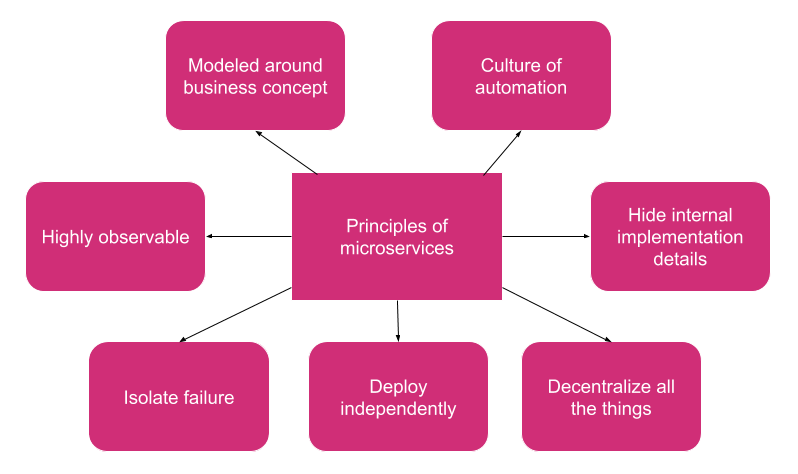 Modeled around
business concept
Culture of
automation
Highly observable
Principles of
microservices
Hide internal
implementation
details
Isolate failure
Deploy
independently
Decentralize all
the things